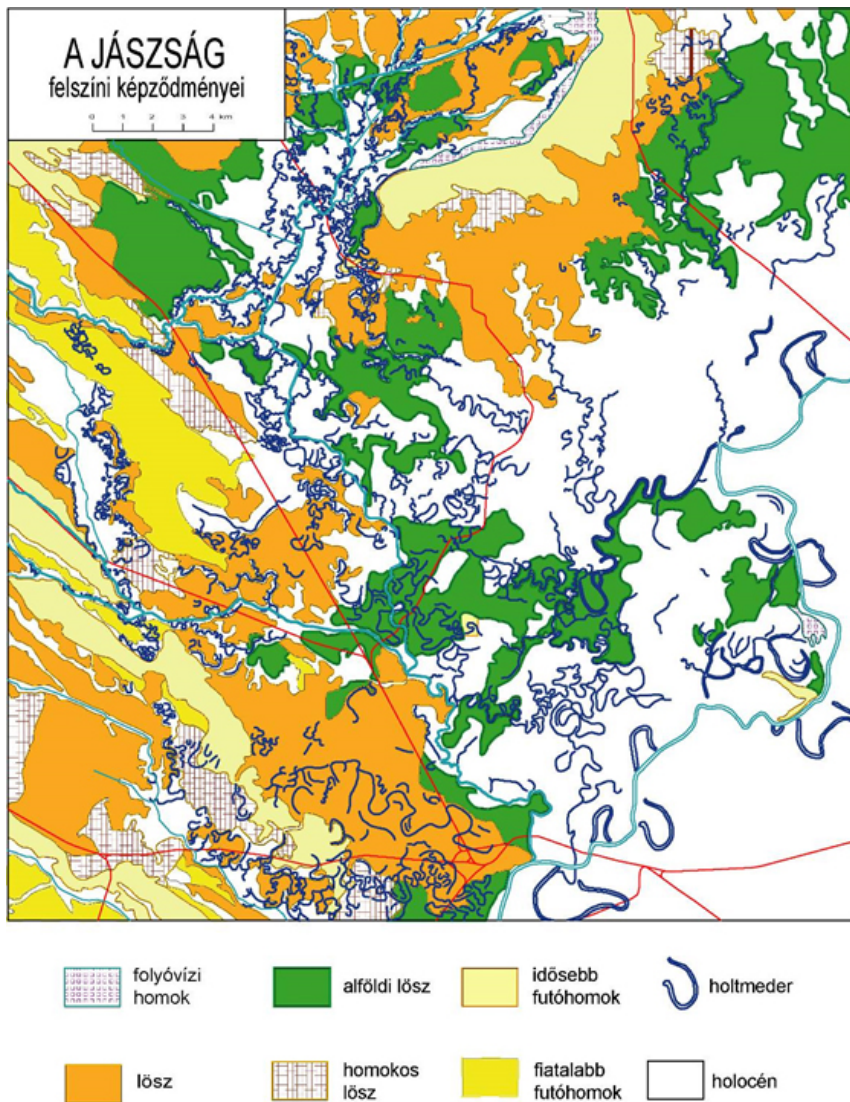 A JÁSZSÁG
felszíni képződményei
0 1 2 3 4 km
folyóvízi
homok
alföldi lösz
idősebb
futóhomok
holtmeder
lösz
homokos
lösz
fiatalabb
futóhomok
holocén